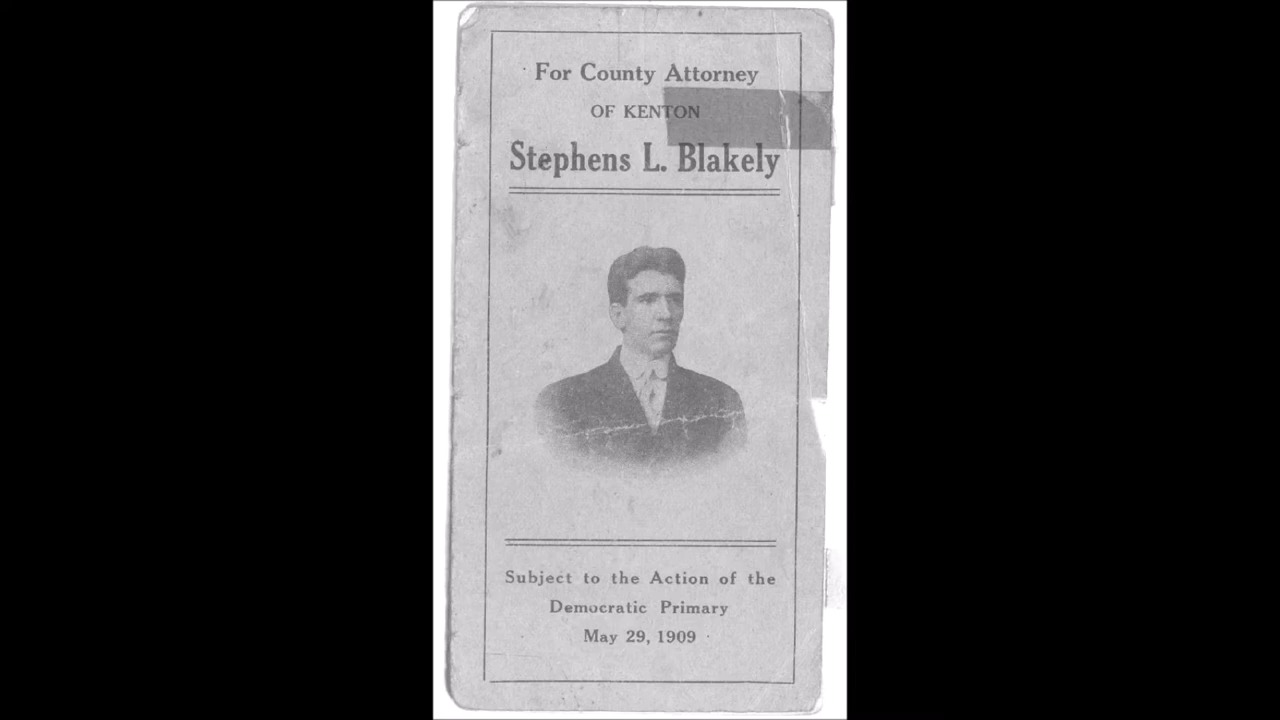 For County Attorney
OF KENTON
Stephens L. Blakely
Subject to the Action of the
Democratic Primary
May 29, 1909